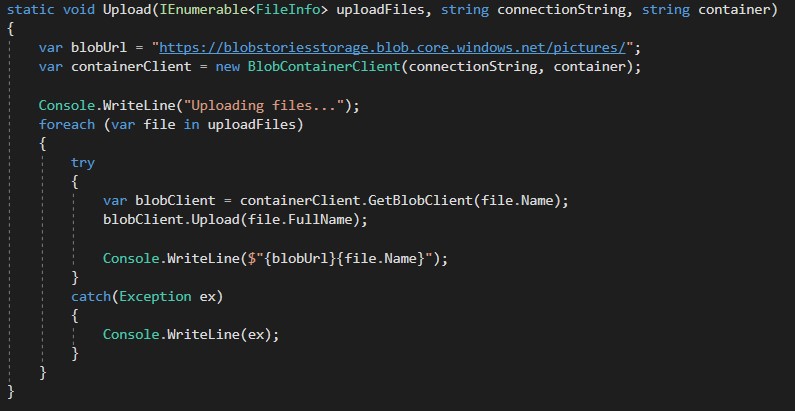 static void Upload(IEnumerable<FileInfo> uploadFiles, string connectionString, string container)
{
var blobUrl = "https://blobstoriesstorage.blob.core.windows.net/pictures/";
var containerClient = new BlobContainerClient(connectionString, container);
Console.WriteLine("Uploading files...");
foreach (var file in uploadFiles)
{
try
{
var blobClient = containerClient.GetBlobClient(file.Name);
blobClient.Upload(file.FullName);
Console.WriteLine($"{blobUrl}{file.Name}");
}
catch(Exception ex)
{
Console.WriteLine(ex);
}
}
}